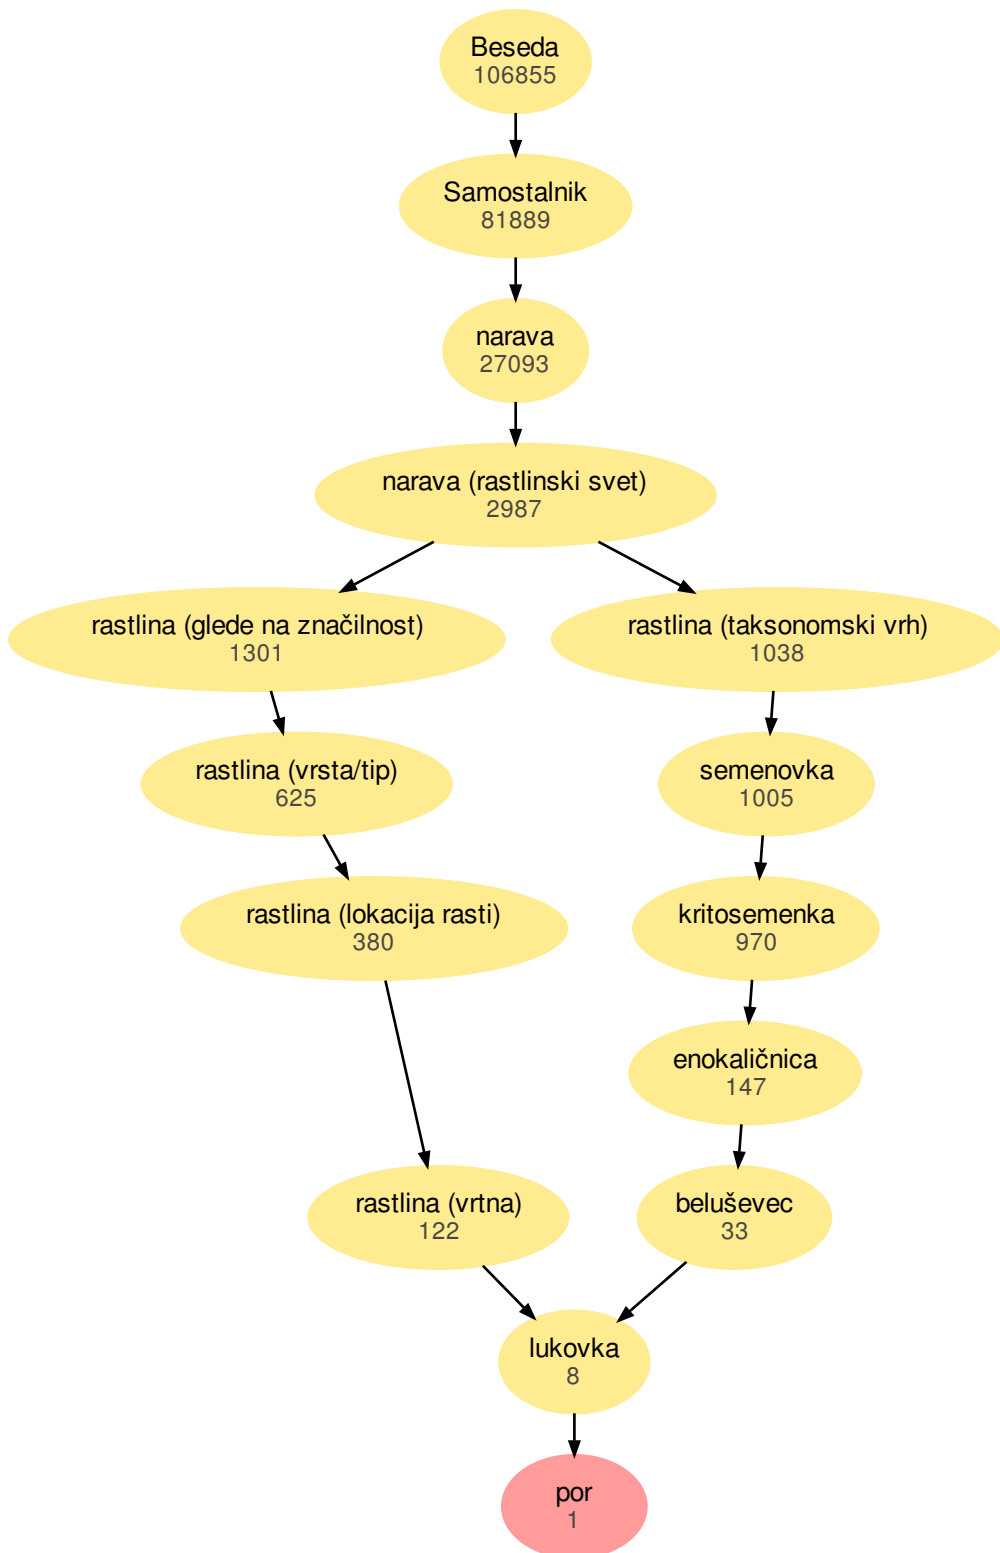 Beseda
106855
Samostalnik
81889
narava
27093
narava (rastlinski svet)
2987
rastlina (glede na značilnost)
1301
rastlina (taksonomski vrh)
1038
rastlina (vrsta/tip)
625
semenovka
1005
rastlina (lokacija rasti)
380
kritosemenka
970
enokaličnica
147
rastlina (vrtna)
122
beluševec
33
lukovka
8
por
1